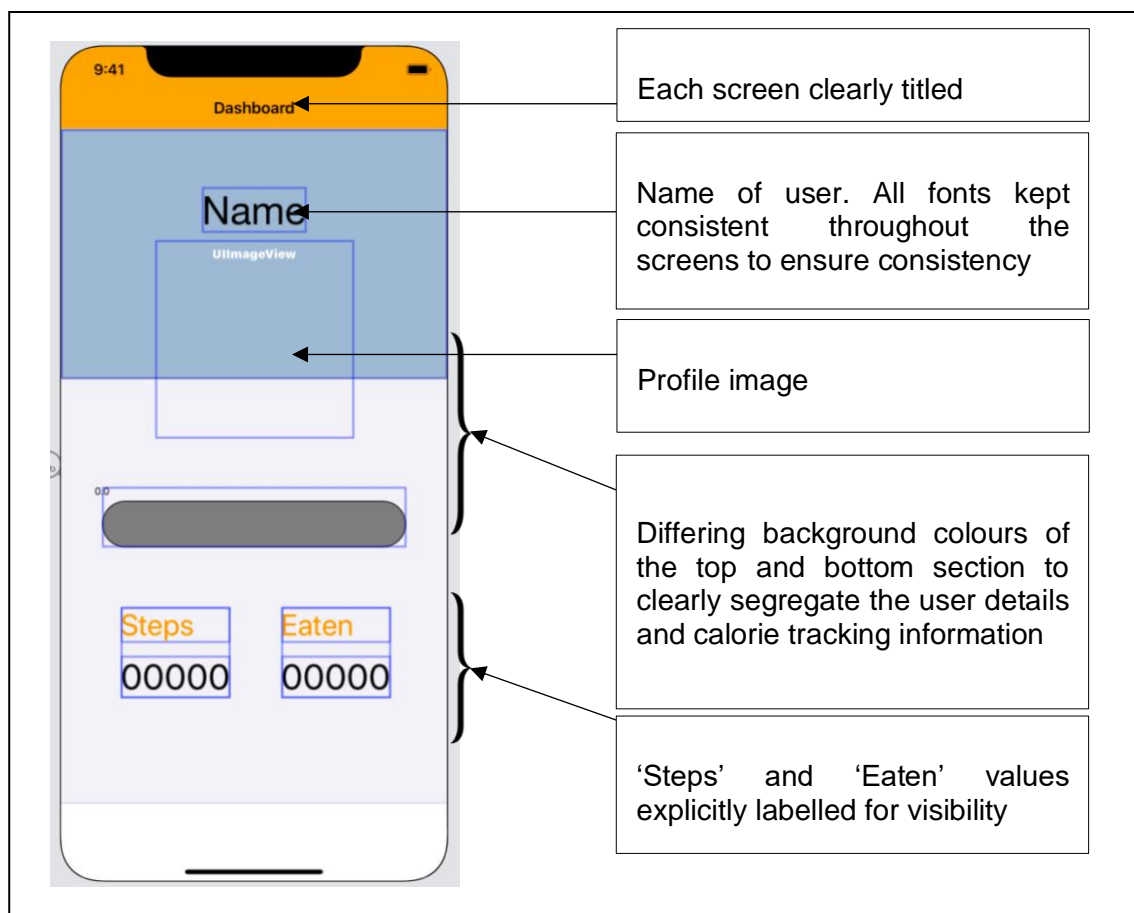 9:41
Dashboard
Name
UIImageView
0.0
Steps
Eaten
00000
00000
Each screen clearly titled
Name of user. All fonts kept
consistent throughout the
screens to ensure consistency
Profile image
Differing background colours of
the top and bottom section to
clearly segregate the user details
and calorie tracking information
‘Steps’ and ‘Eaten’ values
explicitly labelled for visibility